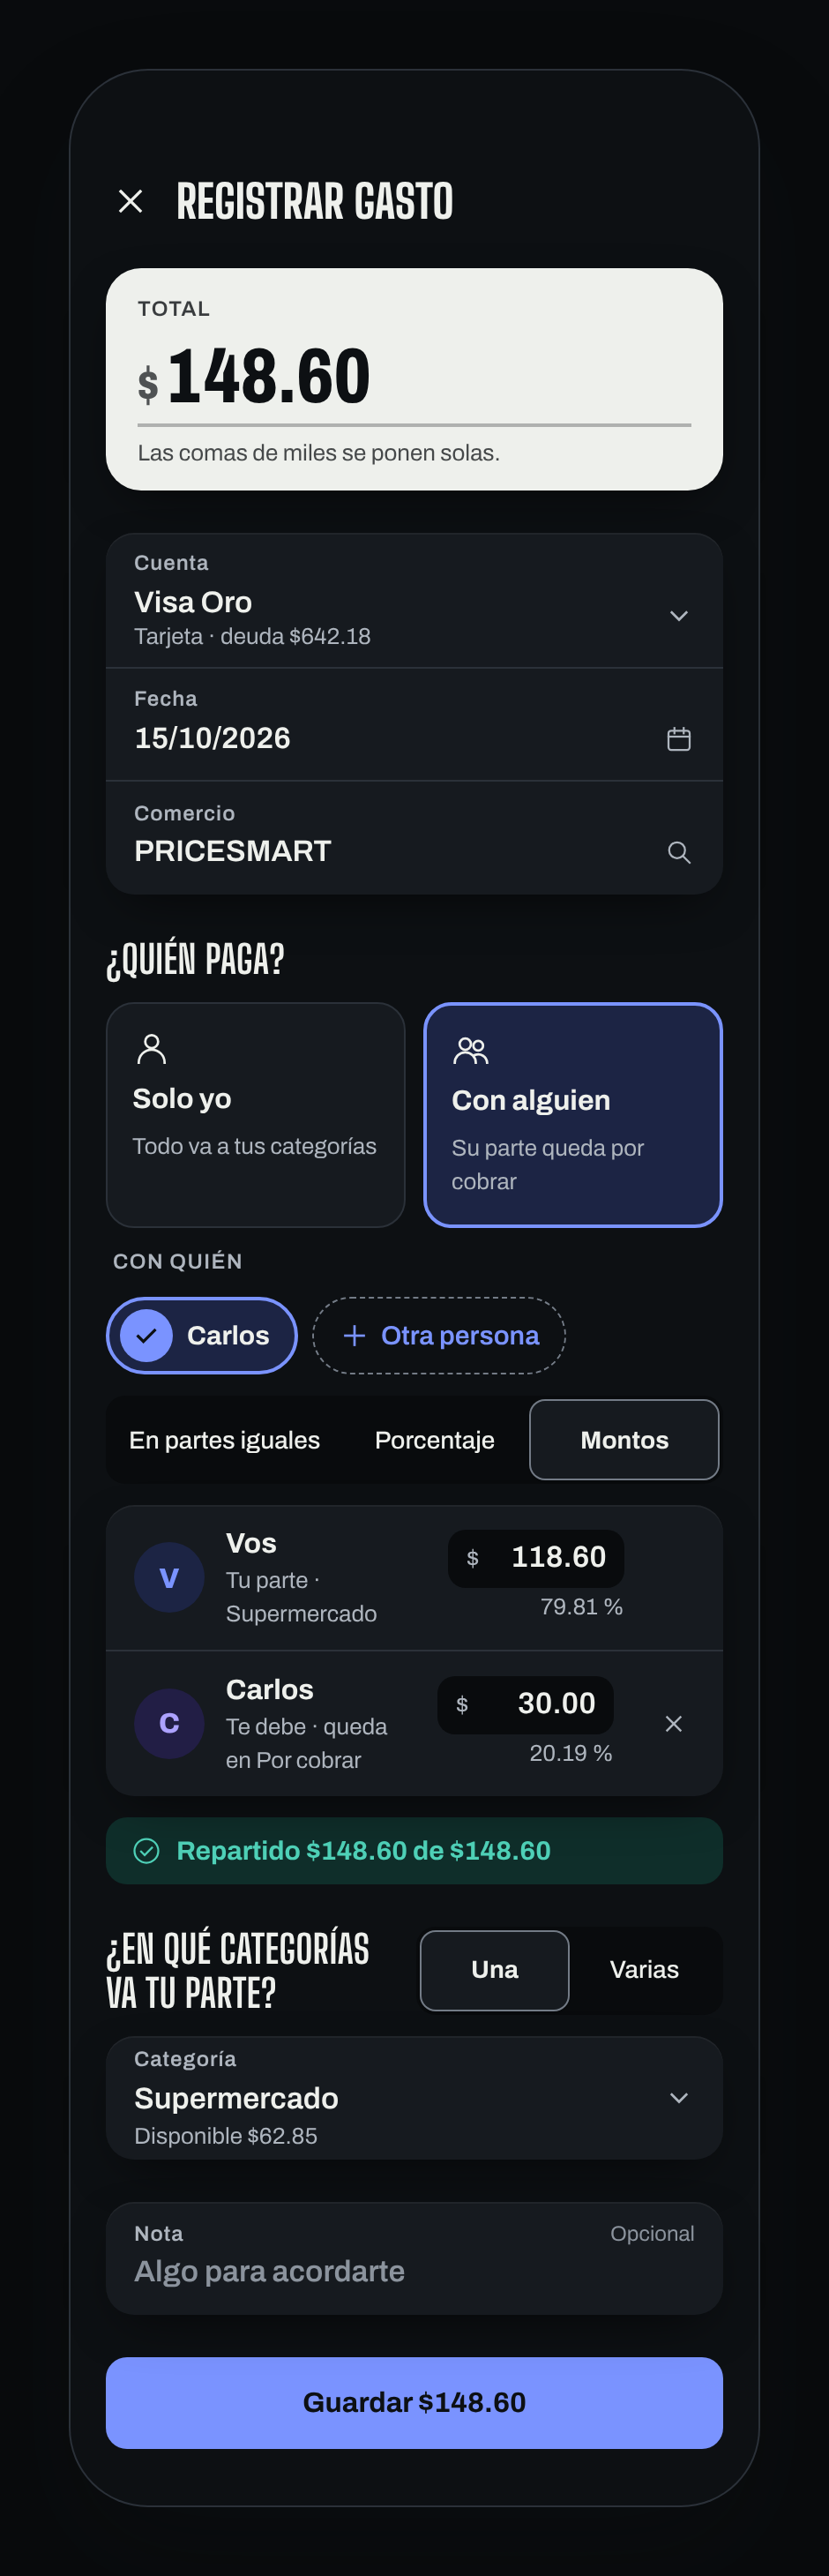 REGISTRAR GASTO
TOTAL
$ 148.60
Las comas de miles se ponen solas.
Cuenta
Visa Oro
Tarjeta · deuda $642.18
Fecha
15/10/2026
Comercio
PRICESMART
¿QUIÉN PAGA?
Solo yo
Todo va a tus categorías
Con alguien
Su parte queda por
cobrar
CON QUIÉN
Carlos
Otra persona
En partes iguales
Porcentaje
Montos
V
Vos
Tu parte ·
Supermercado
$ 118.60
79.81 %
C
Carlos
Te debe · queda
en Por cobrar
$ 30.00
20.19 %
Repartido $148.60 de $148.60
¿EN QUÉ CATEGORÍAS
VA TU PARTE?
Una
Varias
Categoría
Supermercado
Disponible $62.85
Nota
Opcional
Algo para acordarte
Guardar $148.60